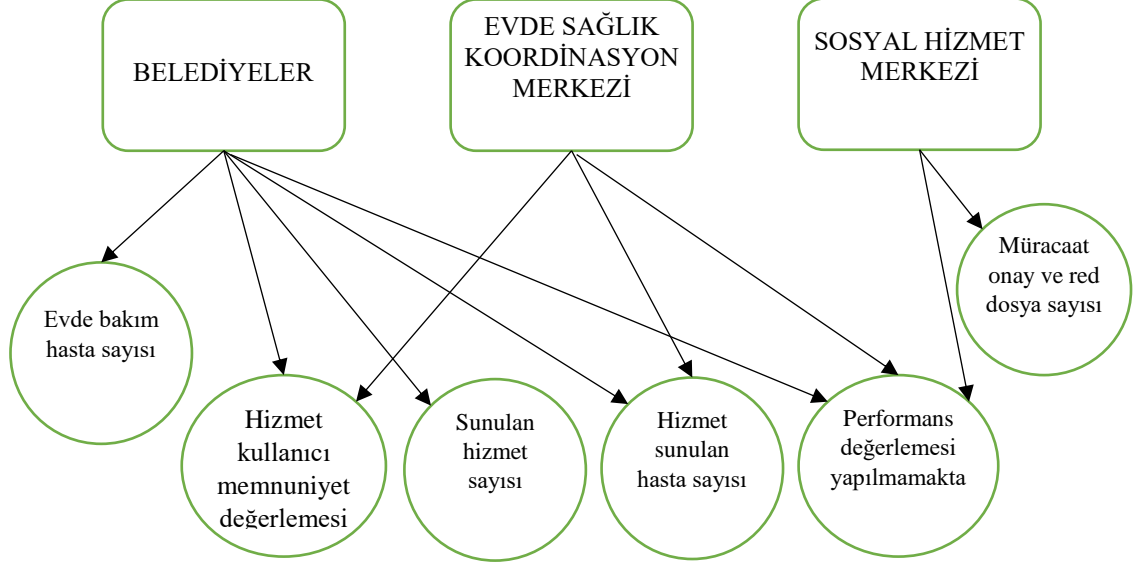 BELEDİYELER
EVDE SAĞLIK
KOORDİNASYON
MERKEZİ
SOSYAL HİZMET
MERKEZİ
Müracaat
onay ve red
dosya sayısı
Evde bakım
hasta sayısı
Hizmet
kullanıcı
memnuniyet
değerlemesi
Sunulan
hizmet
sayısı
Hizmet
sunulan
hasta sayısı
Performans
değerlemesi
yapılmamakta